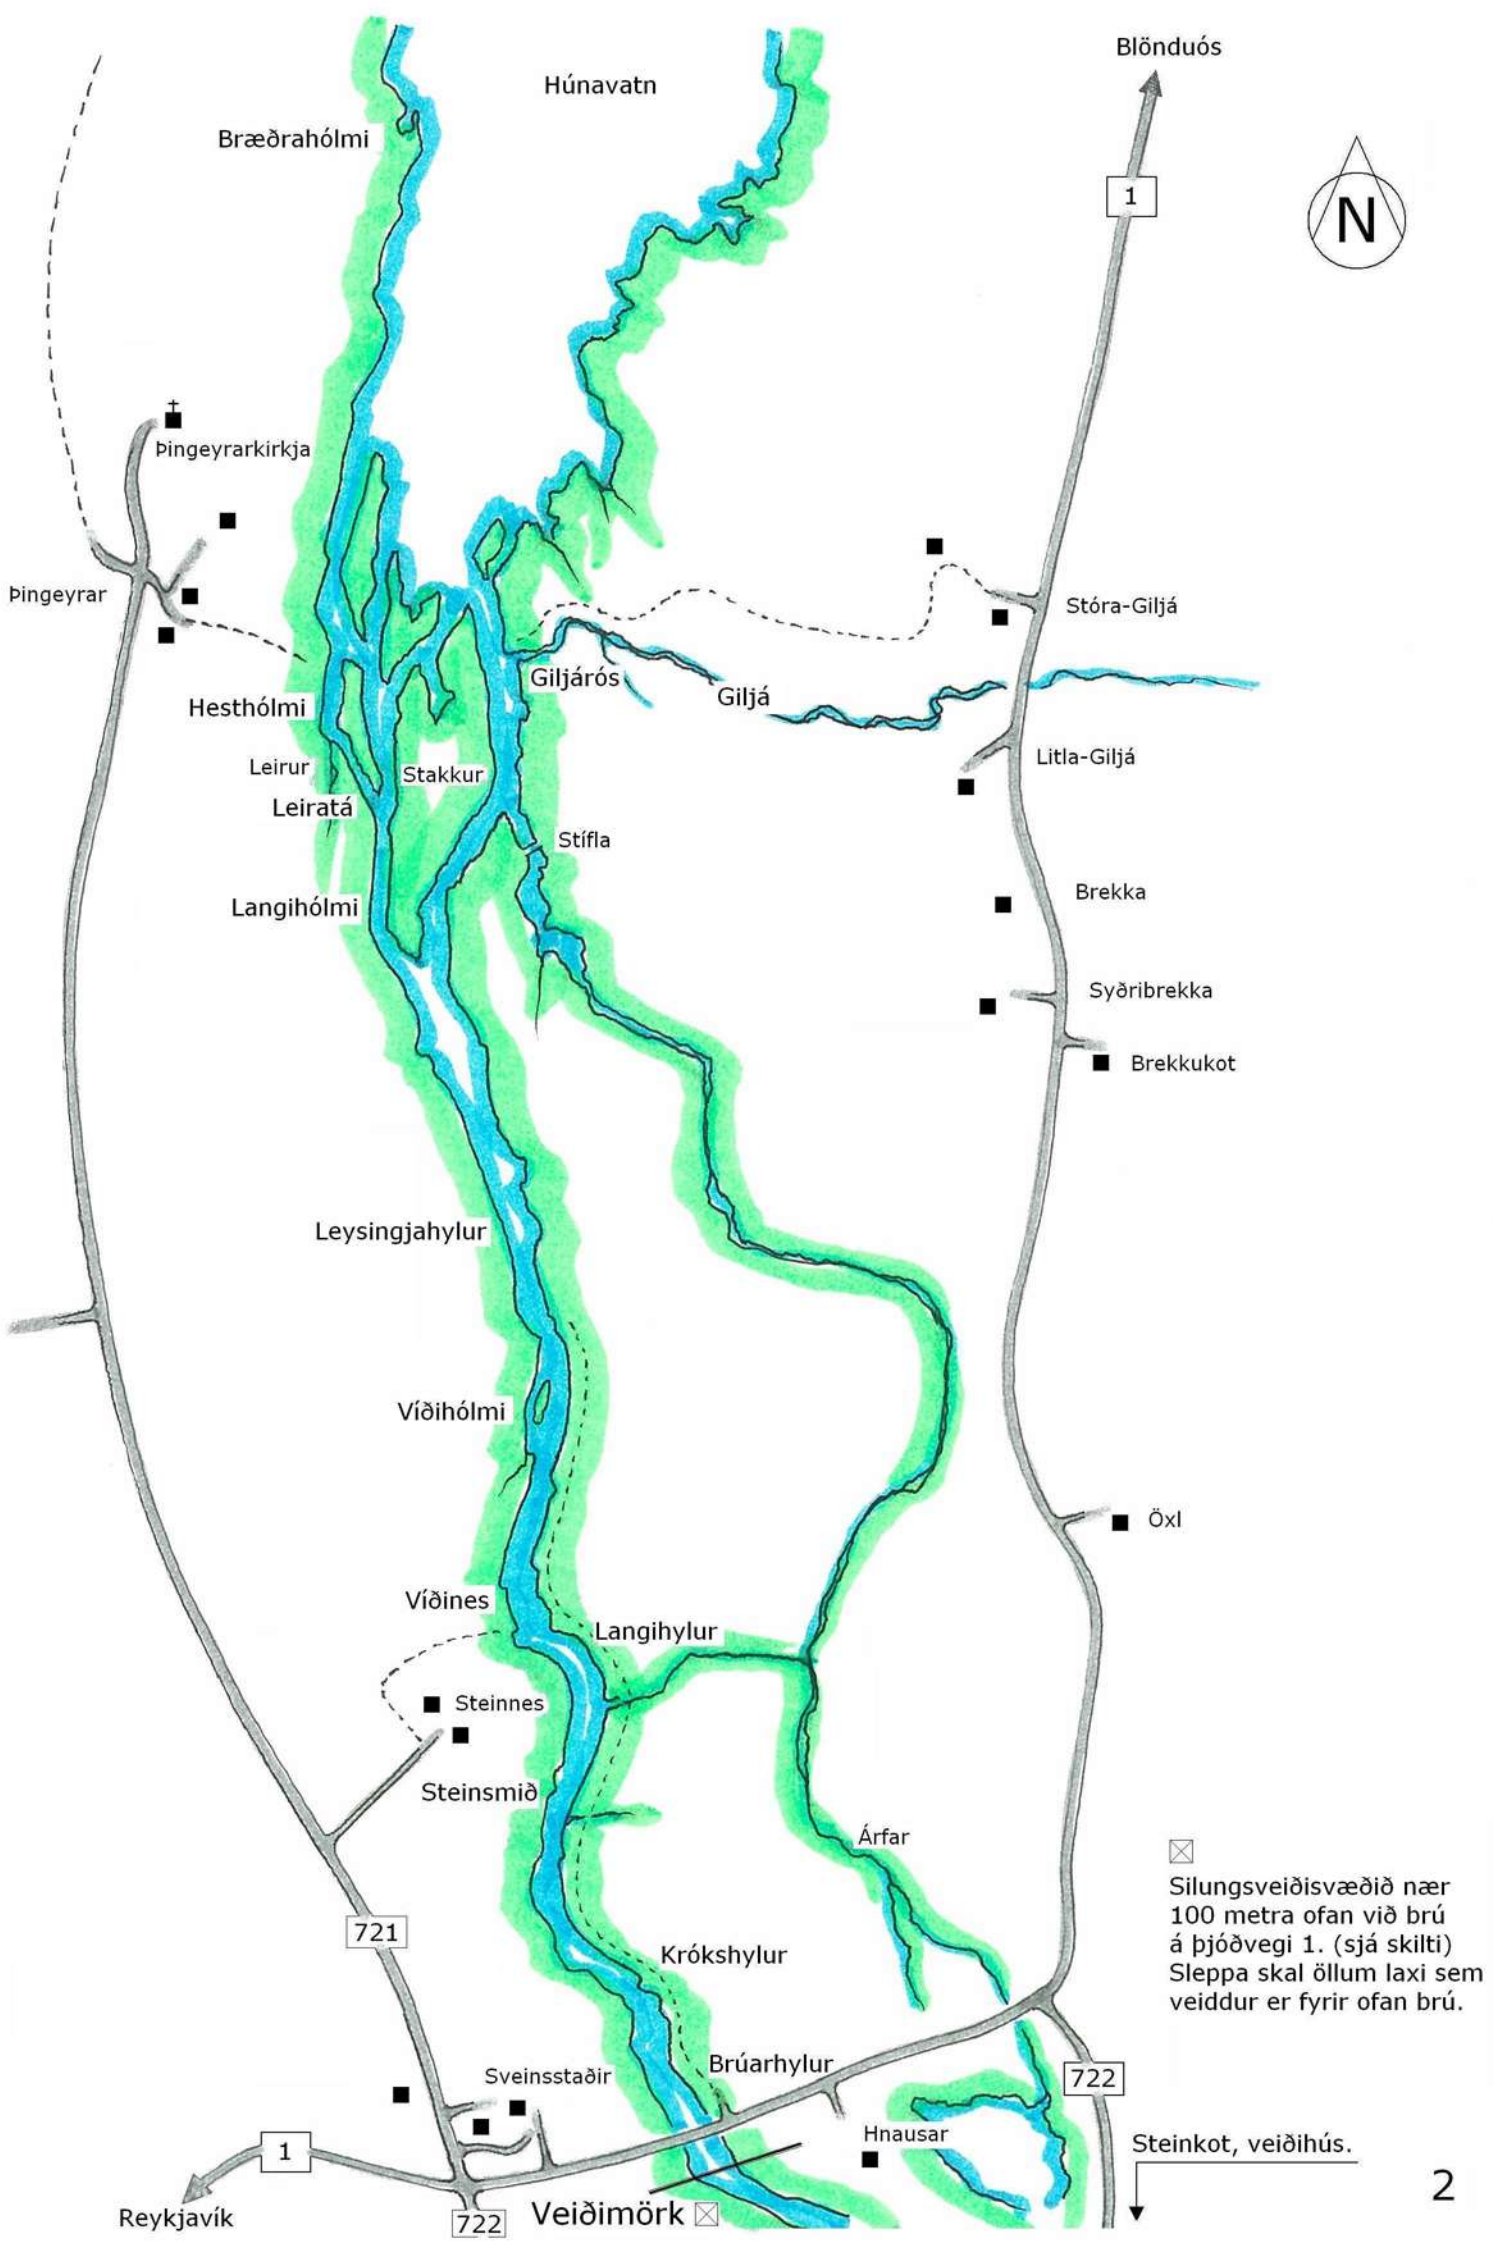 Blönduós
Húnavatn
Bræðrahólmi
1
N
Þingeyrarkirkja
Þingeyrar
Stóra-Giljá
Giljárós
Giljá
Hesthólmi
Litla-Giljá
Leirur
Stakkur
Leiratá
Stífla
Brekka
Langihólmi
Syðribrekka
Brekkukot
Leysingjahylur
Víðihólmi
Öxl
Víðines
Langihylur
Steinnes
Steinsmið
Árfar
Silungsveiðisvæðið nær
100 metra ofan við brú
á þjóðvegi 1. (sjá skilti)
Sleppa skal öllum laxi sem
veiddur er fyrir ofan brú.
721
Krókshylur
Brúarhylur
Sveinsstaðir
722
Hnausar
Steinkot, veiðihús.
1
2
Reykjavík
722
Veiðimörk